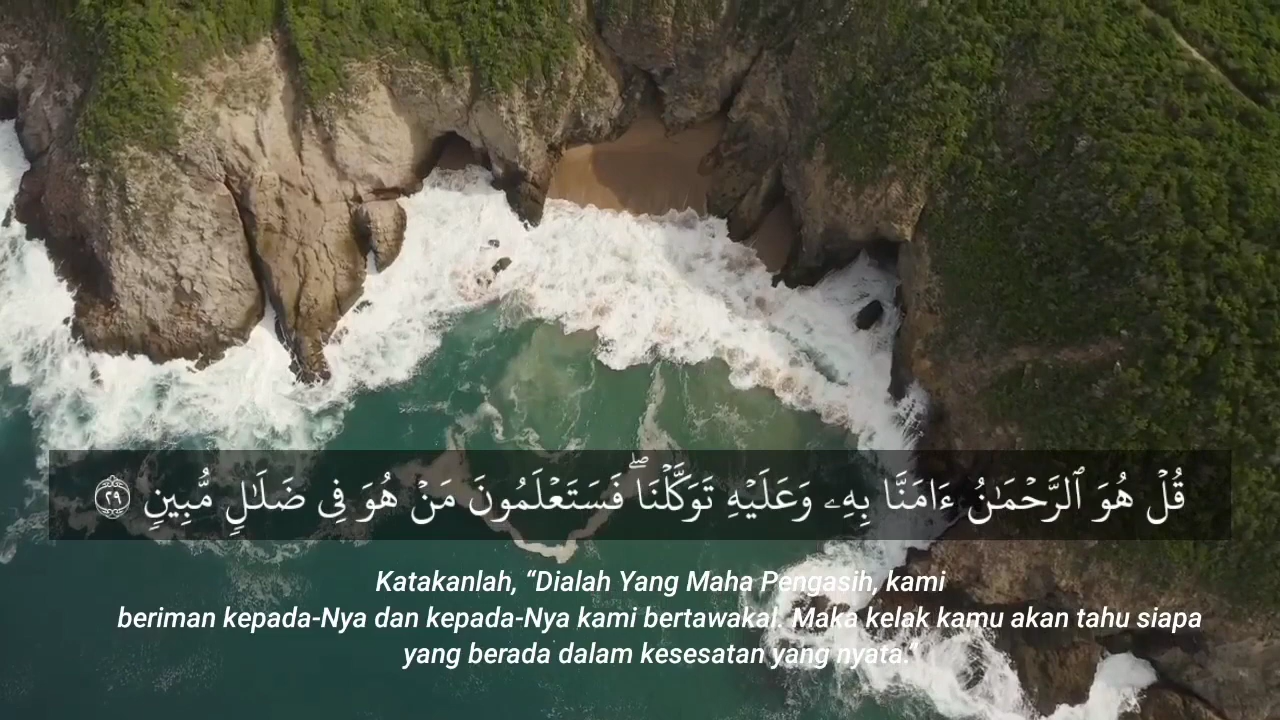 قُلۡ هُوَ ٱلرَّحۡمَـٰنُ ءَامَنَّا بِهِۦ وَعَلَيۡهِ تَوَكَّلۡنَاۖ فَسَتَعۡلَمُونَ مَنۡ هُوَ فِى ضَلَـٰلٍ مُّبِينٍ ٢٩
Katakanlah, “Dialah Yang Maha Pengasih, kami
beriman kepada-Nya dan kepada-Nya kami bertawakal. Maka kelak kamu akan tahu siapa
yang berada dalam kesesatan yang nyata.”